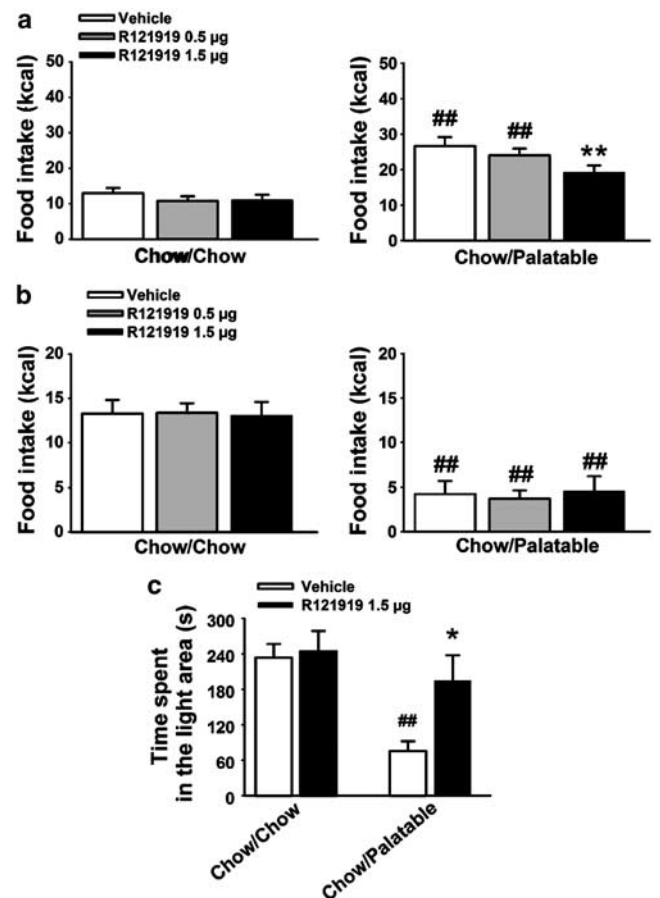 a
Vehicle
R121919 0.5 µg
R121919 1.5 µg
Food intake (kcal)
50
40
30
20
10
0
Chow/Chow
Food intake (kcal)
50
40
30
20
10
0
##
##
**
Chow/Palatable
b
Vehicle
R121919 0.5 µg
R121919 1.5 µg
Food intake (kcal)
20
15
10
5
0
Chow/Chow
Food intake (kcal)
20
15
10
5
0
##
##
##
Chow/Palatable
c
Vehicle
R121919 1.5 µg
Time spent
in the light area (s)
300
240
180
120
60
0
##
*
Chow/Chow
Chow/Palatable